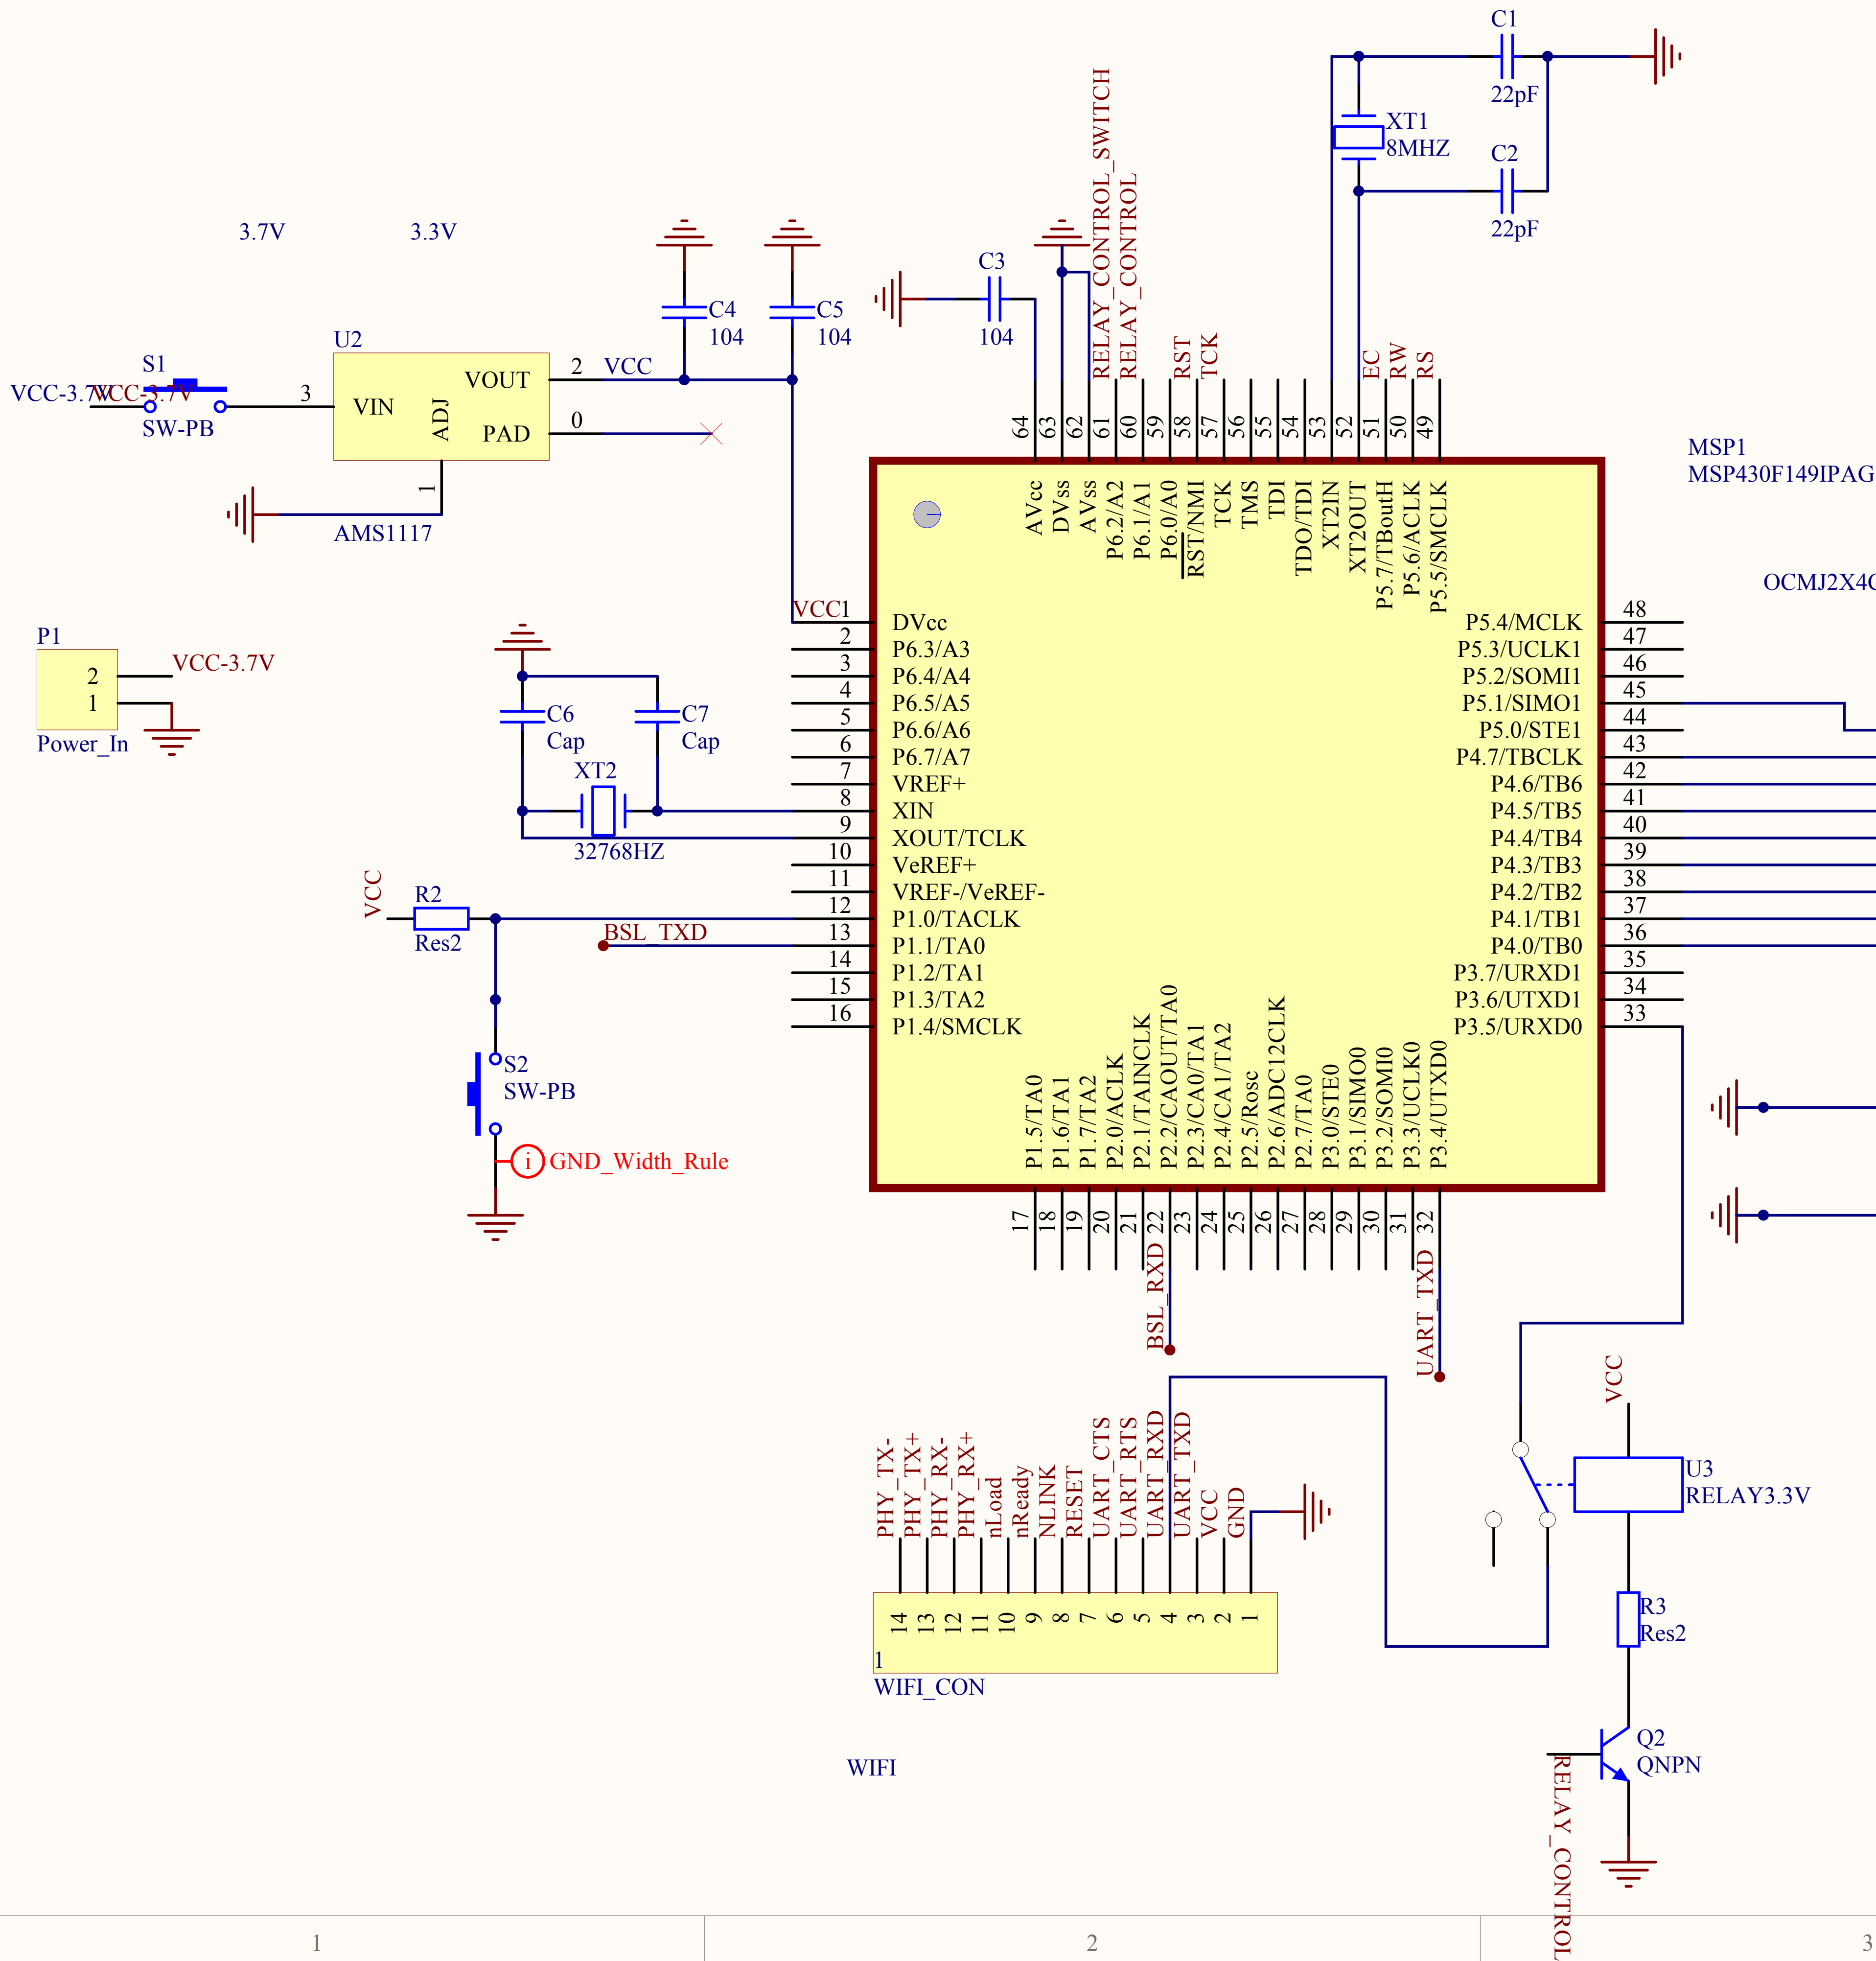 C1
22pF
XT1
8MHZ
C2
22pF
3.7V
3.3V
RELAY_CONTROL_SWITCH
RELAY_CONTROL
RST
TCK
EC
RW
RS
C3
104
C4
104
C5
104
S1
VCC-3.7V
VCC-3.7V
SW-PB
U2
3
VIN
VOUT
2
VCC
ADJ
PAD
0
1
AMS1117
64
63
62
61
60
59
58
57
56
55
54
53
52
51
50
49
MSP1
MSP430F149IPAG
AVcc
DVss
AVss
P6.2/A2
P6.1/A1
P6.0/A0
RST/NMI
TCK
TMS
TDI
TDO/TDI
XT2IN
XT2OUT
P5.7/TBoutH
P5.6/ACLK
P5.5/SMCLK
VCC
1 DVcc
2 P6.3/A3
3 P6.4/A4
4 P6.5/A5
5 P6.6/A6
6 P6.7/A7
7 VREF+
8 XIN
9 XOUT/TCLK
10 VeREF+
11 VREF-/VeREF-
12 P1.0/TACLK
13 P1.1/TA0
14 P1.2/TA1
15 P1.3/TA2
16 P1.4/SMCLK
P5.4/MCLK 48
P5.3/UCLK1 47
P5.2/SOMI1 46
P5.1/SIMO1 45
P5.0/STE1 44
P4.7/TBCLK 43
P4.6/TB6 42
P4.5/TB5 41
P4.4/TB4 40
P4.3/TB3 39
P4.2/TB2 38
P4.1/TB1 37
P4.0/TB0 36
P3.7/URXD1 35
P3.6/UTXD1 34
P3.5/URXD0 33
P1
2
1
VCC-3.7V
Power_In
C6
Cap
C7
Cap
XT2
32768HZ
VCC
R2
Res2
BSL_TXD
S2
SW-PB
i
GND_Width_Rule
P1.5/TA0
P1.6/TA1
P1.7/TA2
P2.0/ACLK
P2.1/TAINCLK
P2.2/CAOUT/TA0
P2.3/CA0/TA1
P2.4/CA1/TA2
P2.5/Rosc
P2.6/ADC12CLK
P2.7/TA0
P3.0/STE0
P3.1/SIMO0
P3.2/SOMI0
P3.3/UCLK0
P3.4/UTXD0
17
18
19
20
21
22
23
24
25
26
27
28
29
30
31
32
BSL_RXD
UART_TXD
PHY_TX-
PHY_TX+
PHY_RX-
PHY_RX+
nLoad
nReady
NLINK
RESET
UART_CTS
UART_RTS
UART_RXD
UART_TXD
VCC
GND
14
13
12
11
10
9
8
7
6
5
4
3
2
1
1
WIFI_CON
WIFI
VCC
U3
RELAY3.3V
R3
Res2
Q2
QNPN
RELAY_CONTROL
1
2
3